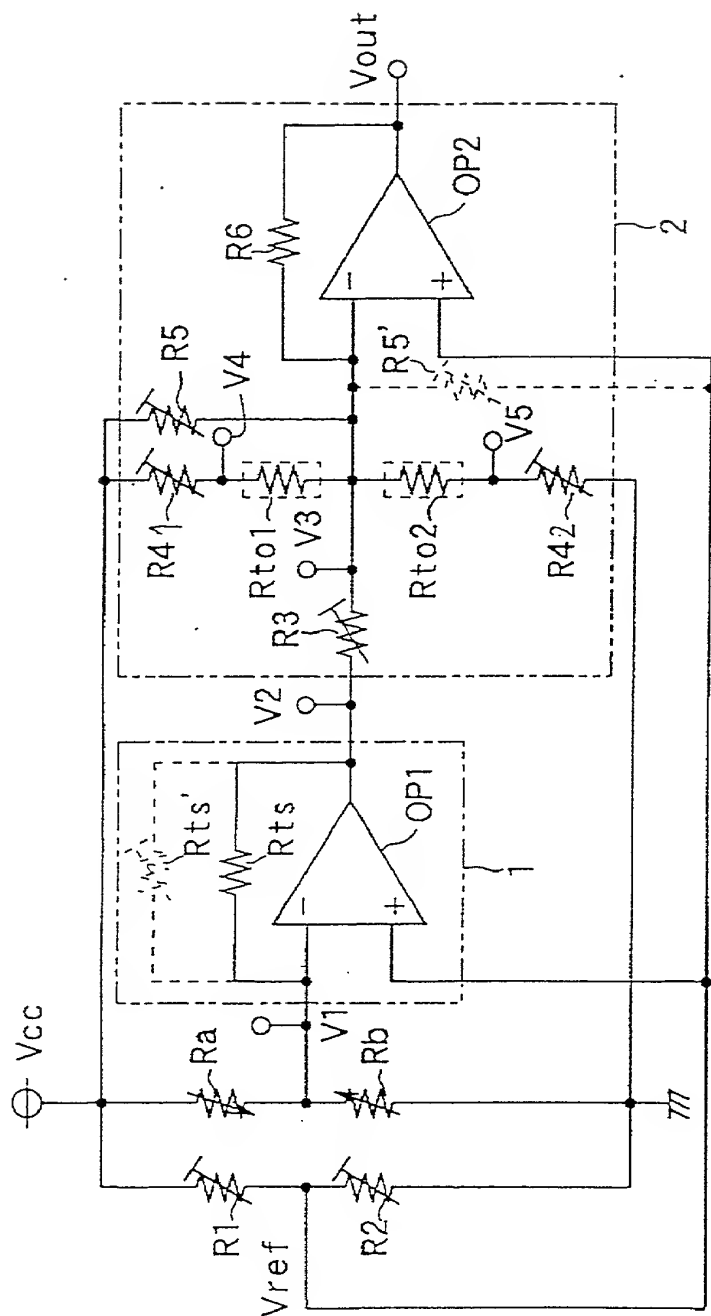 Vcc
R1
Vref
R2
Ra
V1
Rb
Rts'
Rts
-
+
OP1
1
V2
R3
V3
R41
V4
R5
Rto1
Rto2
V5
R42
R5'
R6
-
+
OP2
2
Vout